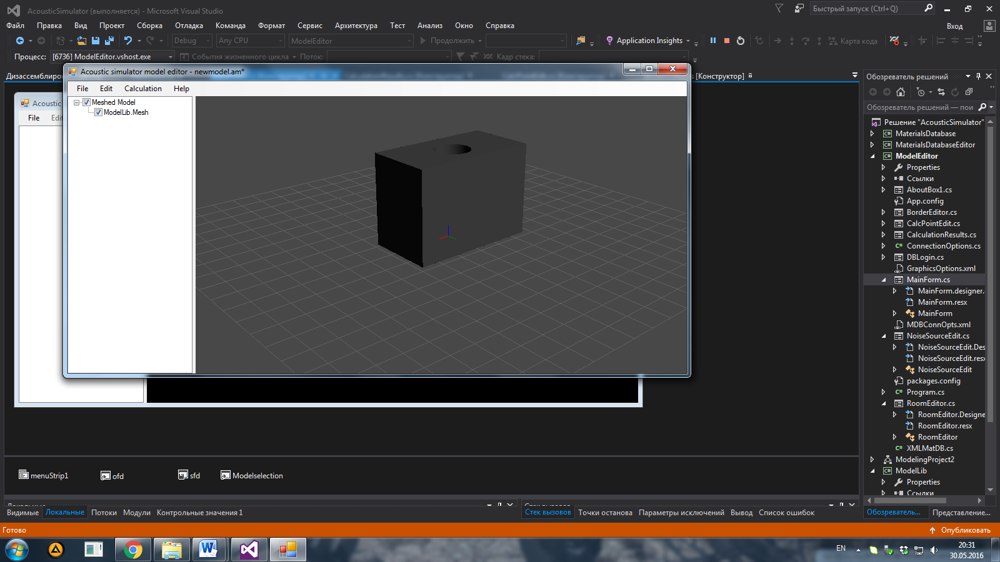 AcousticSimulator (выполняется) - Microsoft Visual Studio
Быстрый запуск (Ctrl+Q)
Файл Правка Вид Проект Сборка Отладка Команда Формат Сервис Архитектура Тест Анализ Окно Справка
Вход
Debug Any CPU ModelEditor Продолжить Application Insights Карта кода
Процесс: [6736] ModelEditor.vshost.exe События жизненного цикла Поток: Кадр стека:
Дизассемблиро
[Конструктор]
Acoustic simulator model editor - newmodel.am*
File Edit Calculation Help
Meshed Model
ModelLib.Mesh
Acoustic
File Edi
Обозреватель решений
Обозреватель решений — пои
Решение "AcousticSimulator"
MaterialsDatabase
MaterialsDatabaseEditor
ModelEditor
Properties
Ссылки
AboutBox1.cs
App.config
BorderEditor.cs
CalcPointEdit.cs
CalculationResults.cs
ConnectionOptions.cs
DBLogin.cs
GraphicsOptions.xml
MainForm.cs
MainForm.designer.
MainForm.resx
MainForm
MDBConnOpts.xml
NoiseSourceEdit.cs
NoiseSourceEdit.Des
NoiseSourceEdit.resx
NoiseSourceEdit
packages.config
Program.cs
RoomEditor.cs
RoomEditor.Designe
RoomEditor.resx
RoomEditor
XMLMatDB.cs
ModelingProject2
ModelLib
Properties
Ссылки
menuStrip1 ofd sfd Modelselection
Локальные
Стек вызовов
Видимые Локальные Потоки Модули Контрольные значения 1
Стек вызовов Точки останова Параметры исключений Вывод Список ошибок
Обозревател... Представление...
Готово
Опубликовать
EN
20:31
30.05.2016